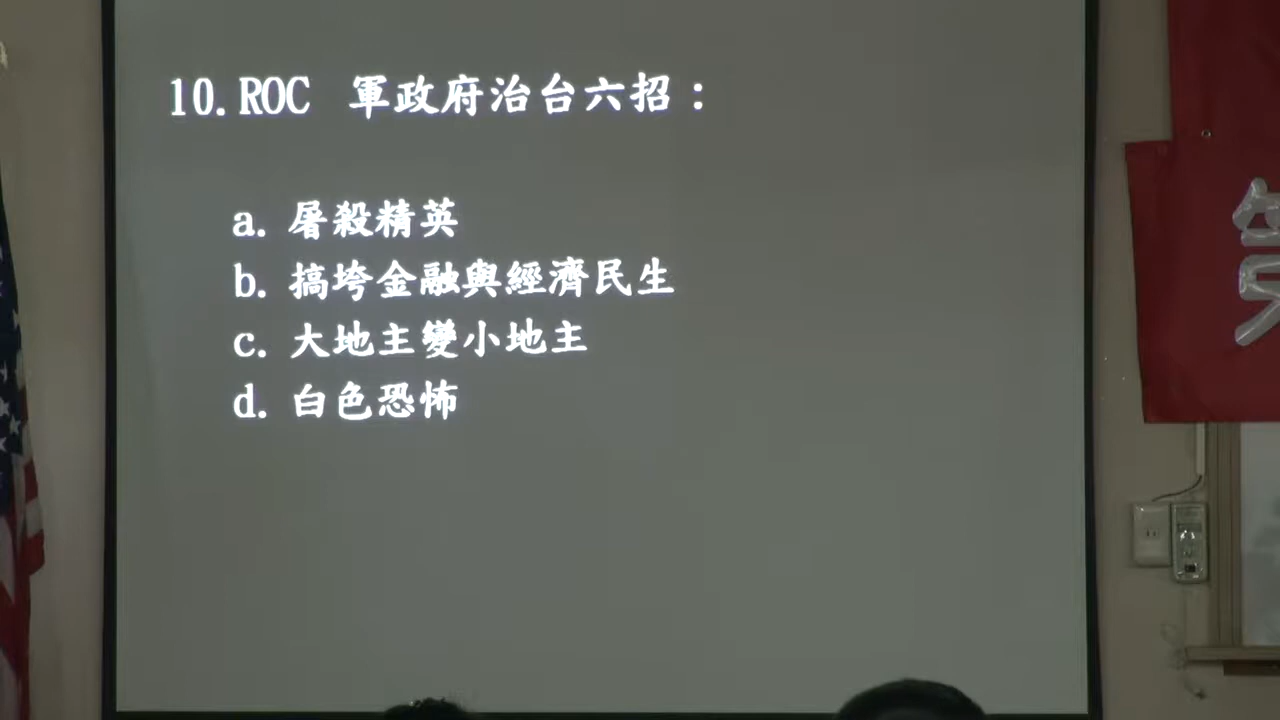 10. ROC 軍政府治台六招：
a. 屠殺精英
b. 搞垮金融與經濟民生
c. 大地主變小地主
d. 白色恐怖